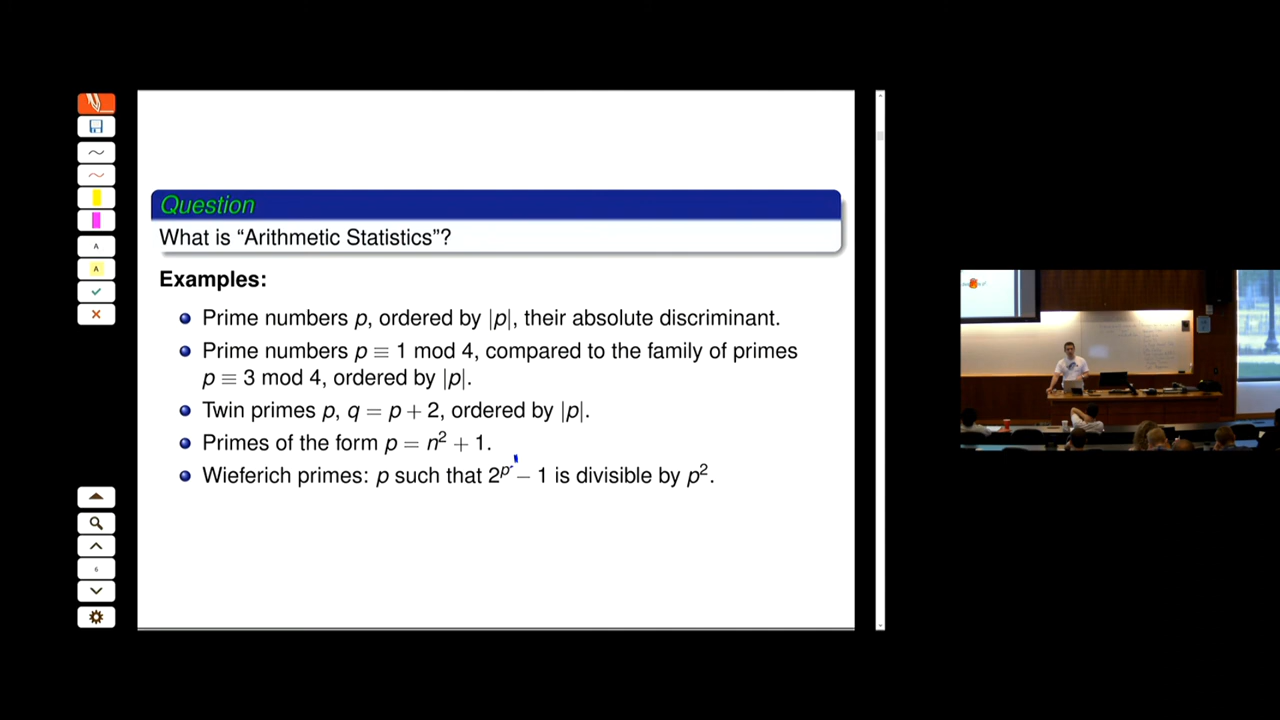 Question
What is “Arithmetic Statistics”?
Examples:
Prime numbers p, ordered by |p|, their absolute discriminant.
Prime numbers p ≡ 1 mod 4, compared to the family of primes
p ≡ 3 mod 4, ordered by |p|.
Twin primes p, q = p + 2, ordered by |p|.
Primes of the form p = n² + 1.
Wieferich primes: p such that 2^p − 1 is divisible by p².
A
A
6